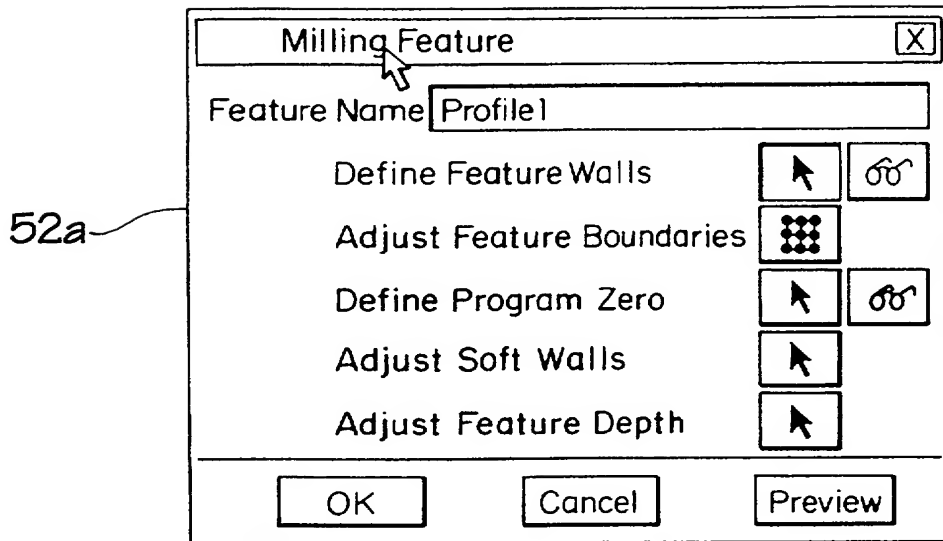 Milling Feature X
Feature Name Profile1
Define Feature Walls
52a
Adjust Feature Boundaries
Define Program Zero
Adjust Soft Walls
Adjust Feature Depth
OK Cancel Preview